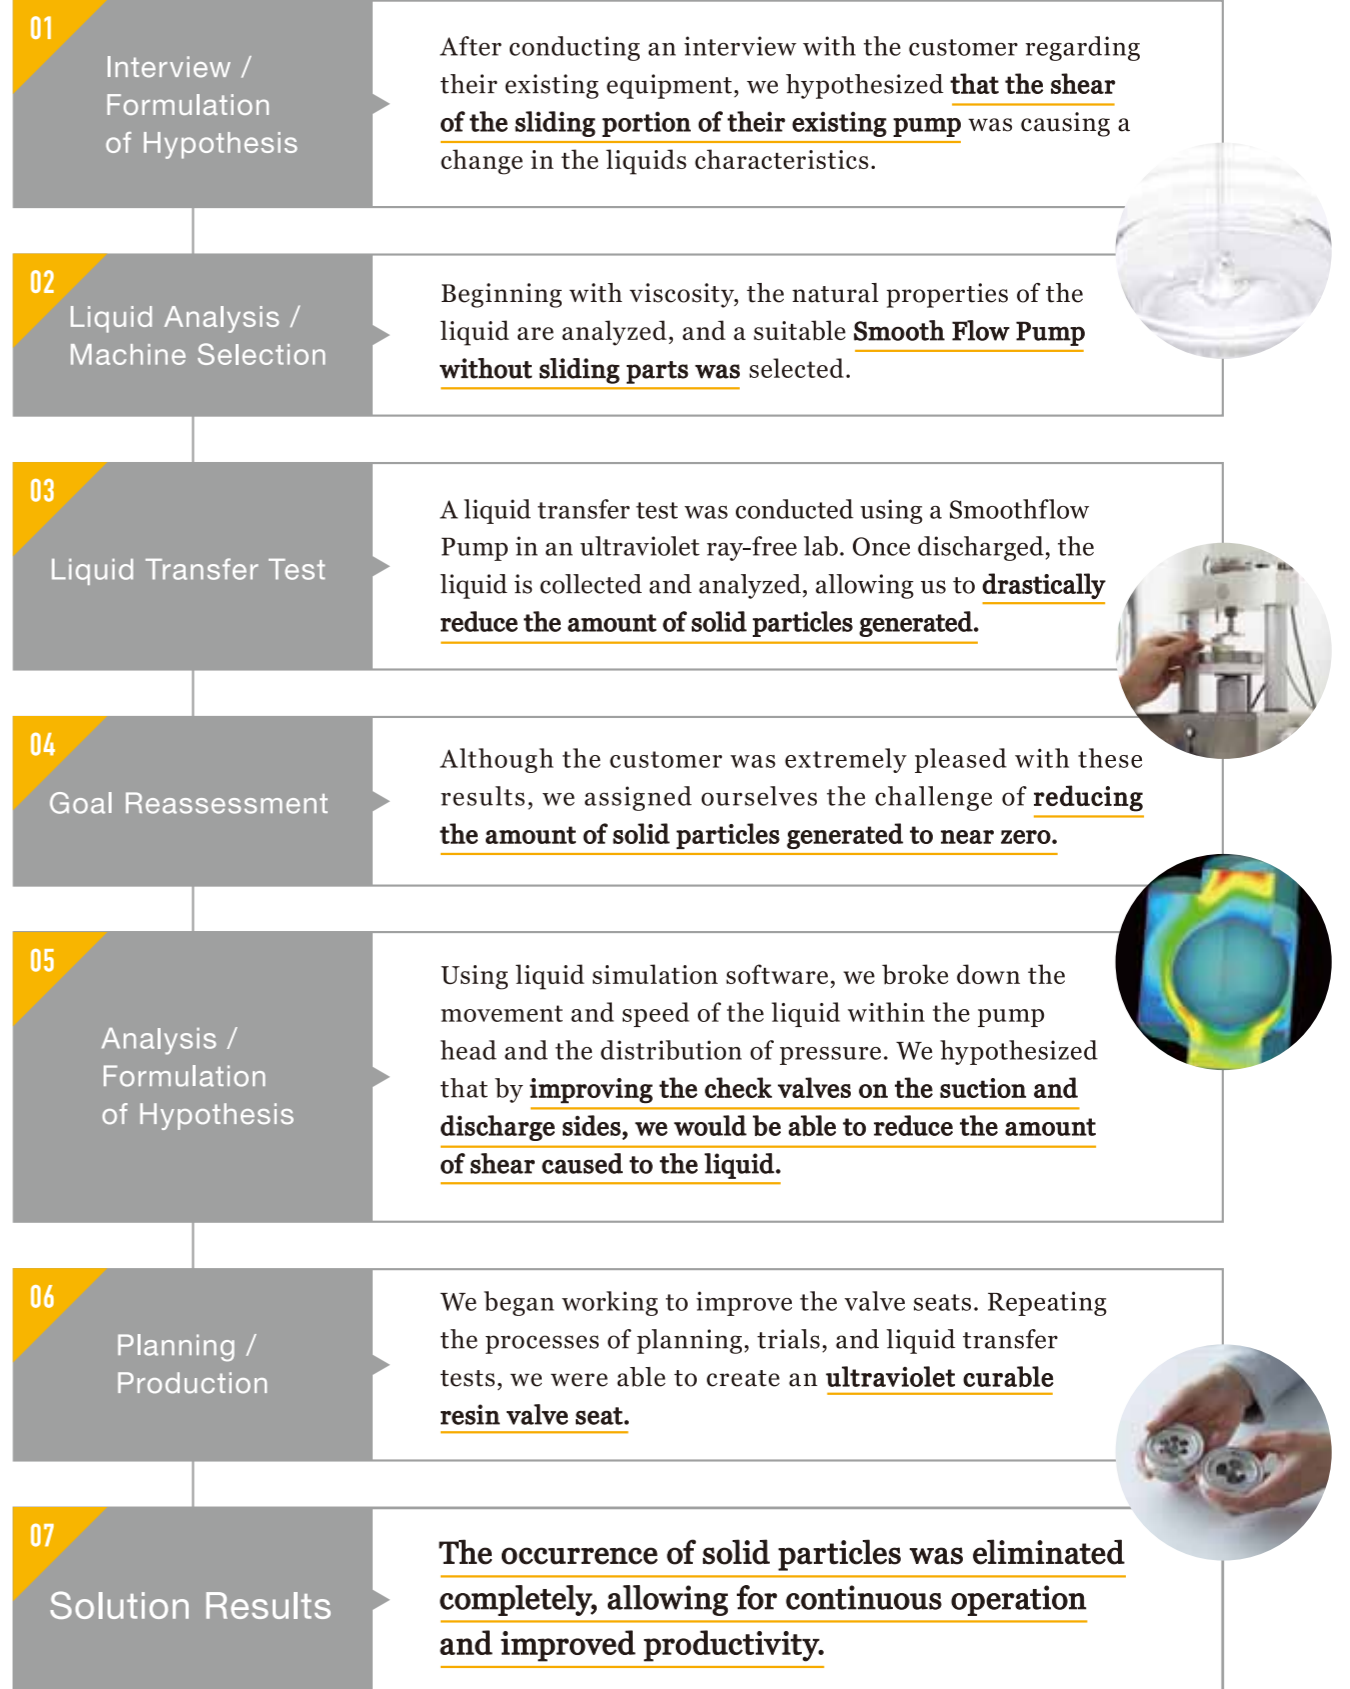 01
Interview /
Formulation
of Hypothesis
After conducting an interview with the customer regarding
their existing equipment, we hypothesized that the shear
of the sliding portion of their existing pump was causing a
change in the liquids characteristics.
02
Liquid Analysis /
Machine Selection
Beginning with viscosity, the natural properties of the
liquid are analyzed, and a suitable Smooth Flow Pump
without sliding parts was selected.
03
Liquid Transfer Test
A liquid transfer test was conducted using a Smoothflow
Pump in an ultraviolet ray-free lab. Once discharged, the
liquid is collected and analyzed, allowing us to drastically
reduce the amount of solid particles generated.
04
Goal Reassessment
Although the customer was extremely pleased with these
results, we assigned ourselves the challenge of reducing
the amount of solid particles generated to near zero.
05
Analysis /
Formulation
of Hypothesis
Using liquid simulation software, we broke down the
movement and speed of the liquid within the pump
head and the distribution of pressure. We hypothesized
that by improving the check valves on the suction and
discharge sides, we would be able to reduce the amount
of shear caused to the liquid.
06
Planning /
Production
We began working to improve the valve seats. Repeating
the processes of planning, trials, and liquid transfer
tests, we were able to create an ultraviolet curable
resin valve seat.
07
Solution Results
The occurrence of solid particles was eliminated
completely, allowing for continuous operation
and improved productivity.